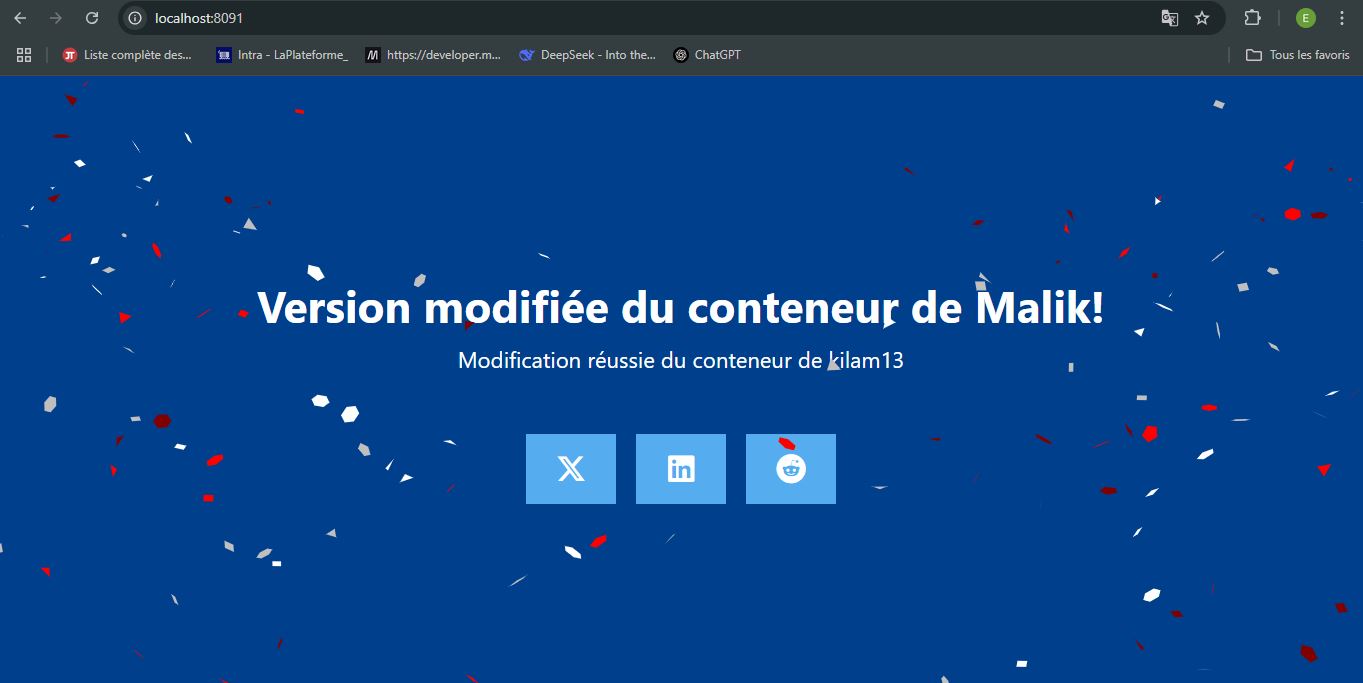 localhost:8091
E
Liste complète des...
Intra - LaPlateforme_
https://developer.m...
DeepSeek - Into the...
ChatGPT
Tous les favoris
Version modifiée du conteneur de Malik!
Modification réussie du conteneur de kilam13
in